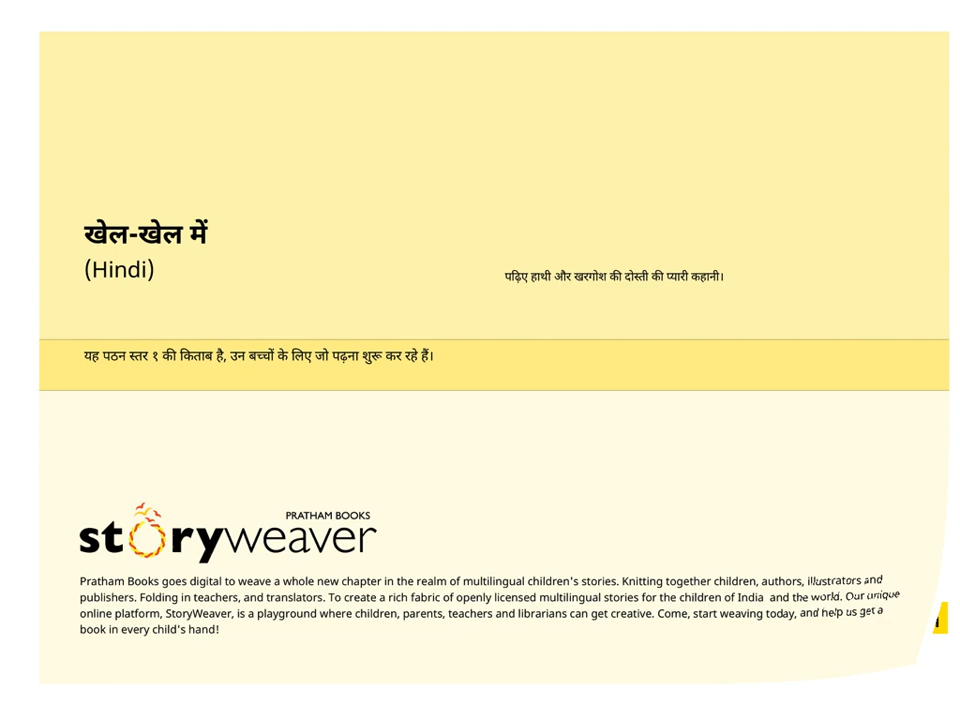 खेल-खेल में
(Hindi)
पढ़िए हाथी और खरगोश की दोस्ती की प्यारी कहानी।
यह पठन स्तर १ की किताब है, उन बच्चों के लिए जो पढ़ना शुरू कर रहे हैं।
PRATHAM BOOKS
storyweaver
Pratham Books goes digital to weave a whole new chapter in the realm of multilingual children's stories. Knitting together children, authors, illustrators and
publishers. Folding in teachers, and translators. To create a rich fabric of openly licensed multilingual stories for the children of India and the world. Our unique
online platform, StoryWeaver, is a playground where children, parents, teachers and librarians can get creative. Come, start weaving today, and help us get a
book in every child's hand!